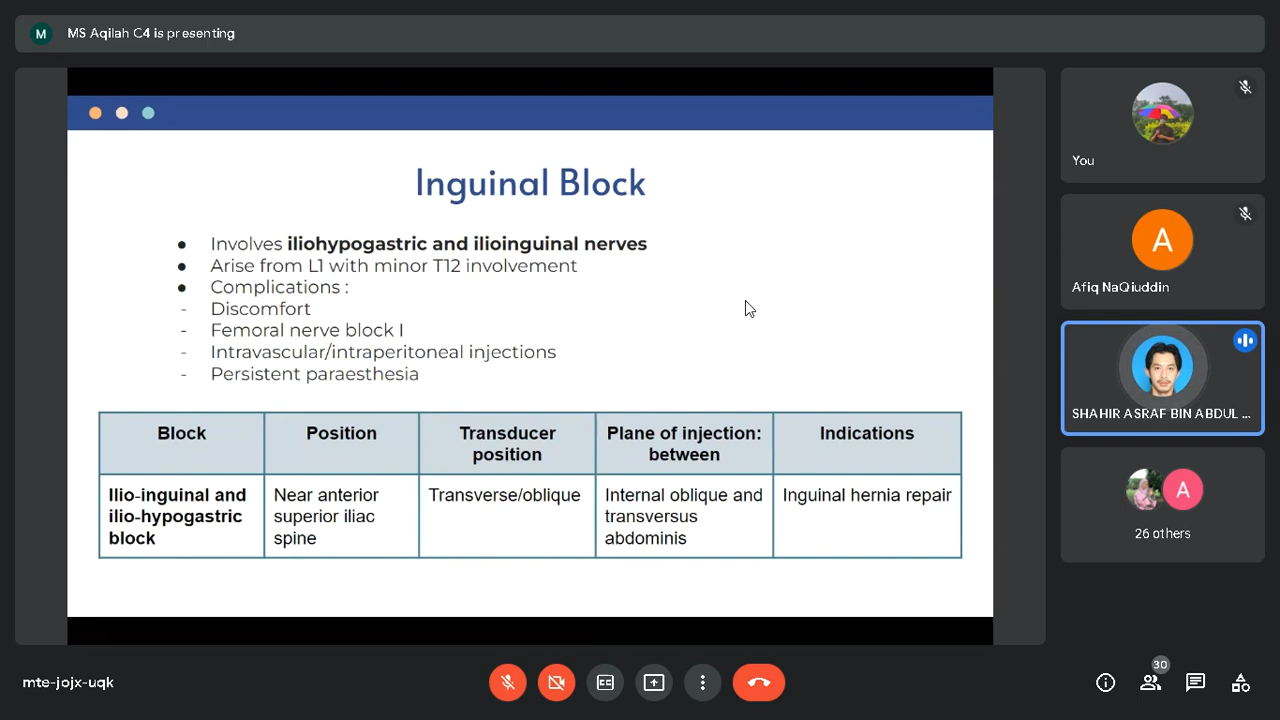 M
MS Aqilah C4 is presenting
Inguinal Block
● Involves iliohypogastric and ilioinguinal nerves
● Arise from L1 with minor T12 involvement
● Complications :
- Discomfort
- Femoral nerve block I
- Intravascular/intraperitoneal injections
- Persistent paraesthesia
Block
Position
Transducer
position
Plane of injection:
between
Indications
Ilio-inguinal and
ilio-hypogastric
block
Near anterior
superior iliac
spine
Transverse/oblique
Internal oblique and
transversus
abdominis
Inguinal hernia repair
You
A
Afiq NaQiuddin
SHAHIR ASRAF BIN ABDUL ...
A
26 others
mte-jojx-uqk
CC
30